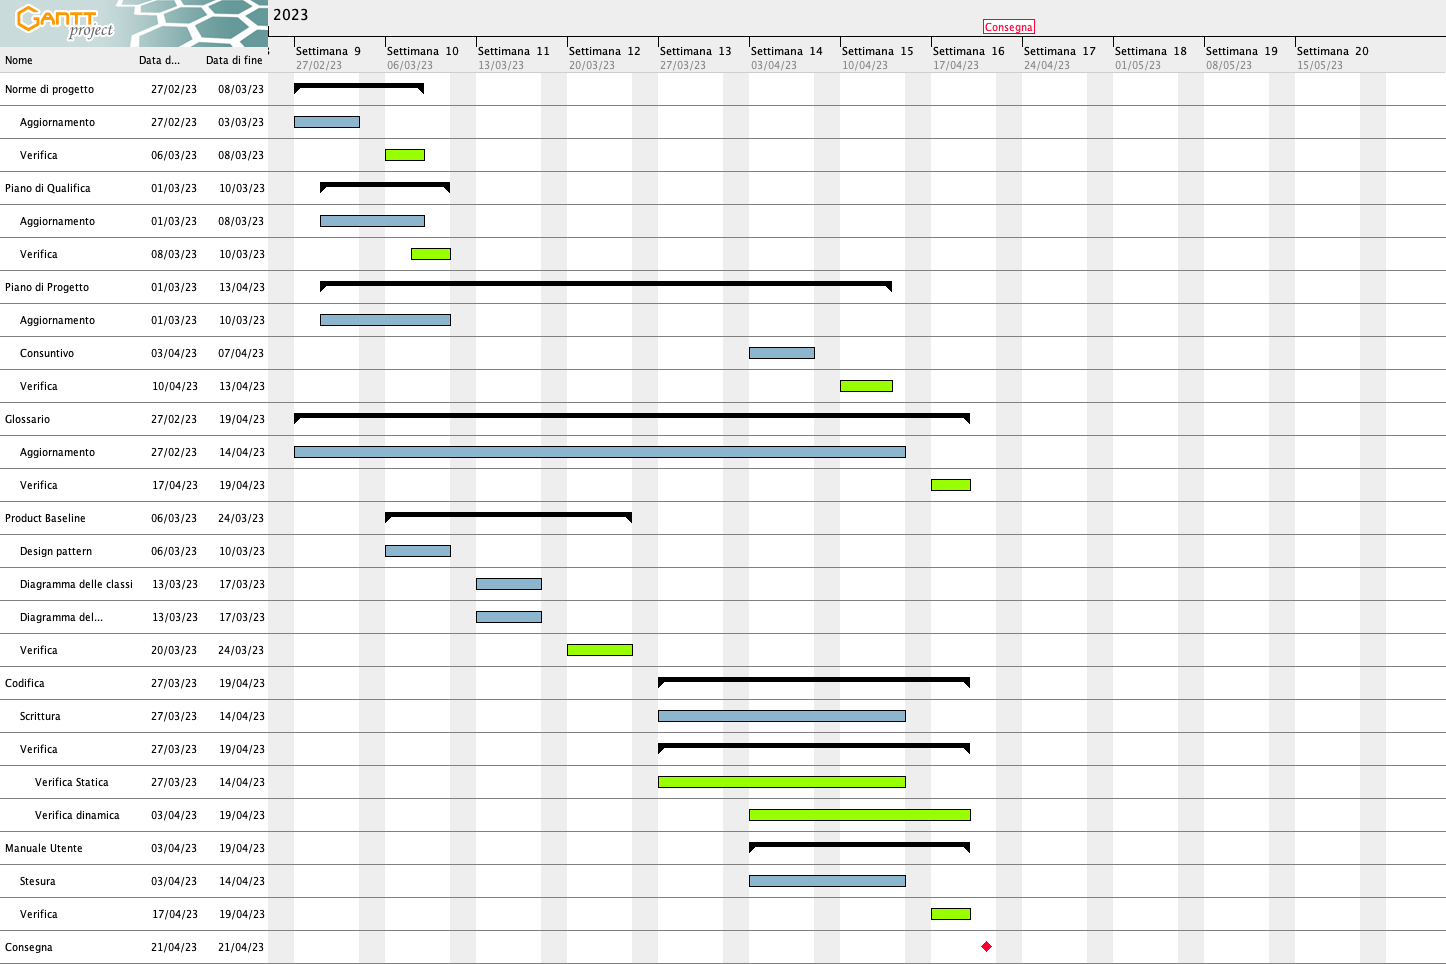 GANTT
project
2023
Consegna
Nome Data d... Data di fine
Settimana 9 Settimana 10 Settimana 11 Settimana 12 Settimana 13 Settimana 14 Settimana 15 Settimana 16 Settimana 17 Settimana 18 Settimana 19 Settimana 20
27/02/23 06/03/23 13/03/23 20/03/23 27/03/23 03/04/23 10/04/23 17/04/23 24/04/23 01/05/23 08/05/23 15/05/23
Norme di progetto 27/02/23 08/03/23
Aggiornamento 27/02/23 03/03/23
Verifica 06/03/23 08/03/23
Piano di Qualifica 01/03/23 10/03/23
Aggiornamento 01/03/23 08/03/23
Verifica 08/03/23 10/03/23
Piano di Progetto 01/03/23 13/04/23
Aggiornamento 01/03/23 10/03/23
Consuntivo 03/04/23 07/04/23
Verifica 10/04/23 13/04/23
Glossario 27/02/23 19/04/23
Aggiornamento 27/02/23 14/04/23
Verifica 17/04/23 19/04/23
Product Baseline 06/03/23 24/03/23
Design pattern 06/03/23 10/03/23
Diagramma delle classi 13/03/23 17/03/23
Diagramma del... 13/03/23 17/03/23
Verifica 20/03/23 24/03/23
Codifica 27/03/23 19/04/23
Scrittura 27/03/23 14/04/23
Verifica 27/03/23 19/04/23
Verifica Statica 27/03/23 14/04/23
Verifica dinamica 03/04/23 19/04/23
Manuale Utente 03/04/23 19/04/23
Stesura 03/04/23 14/04/23
Verifica 17/04/23 19/04/23
Consegna 21/04/23 21/04/23